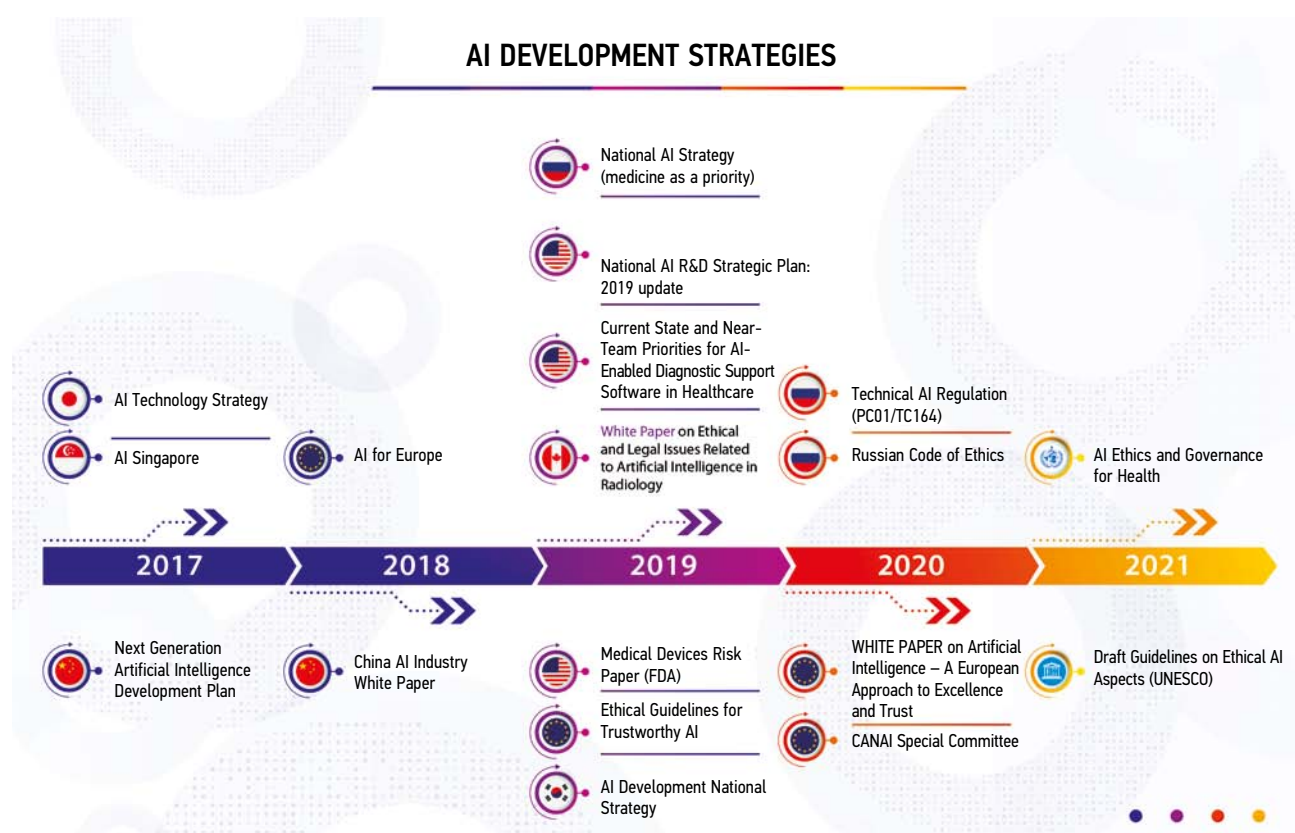 AI DEVELOPMENT STRATEGIES
National AI Strategy
(medicine as a priority)
National AI R&D Strategic Plan:
2019 update
Current State and Near-
Team Priorities for AI-
Enabled Diagnostic Support
Software in Healthcare
White Paper on Ethical
and Legal Issues Related
to Artificial Intelligence in
Radiology
AI Technology Strategy
AI Singapore
AI for Europe
Technical AI Regulation
(PC01/TC164)
Russian Code of Ethics
AI Ethics and Governance
for Health
2017
2018
2019
2020
2021
Next Generation
Artificial Intelligence
Development Plan
China AI Industry
White Paper
Medical Devices Risk
Paper (FDA)
Ethical Guidelines for
Trustworthy AI
AI Development National
Strategy
WHITE PAPER on Artificial
Intelligence – A European
Approach to Excellence
and Trust
CANAI Special Committee
Draft Guidelines on Ethical AI
Aspects (UNESCO)